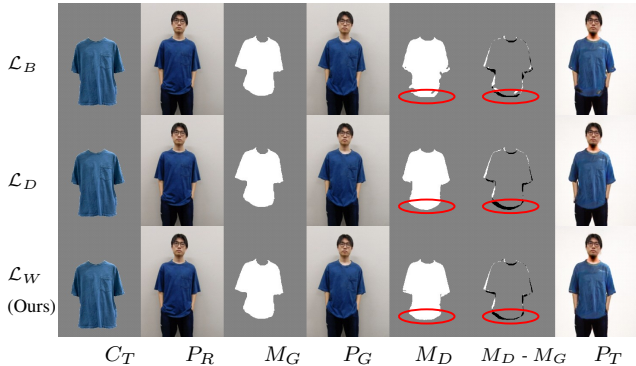 ℒ_B
ℒ_D
ℒ_W
(Ours)
C_T P_R M_G P_G M_D M_D - M_G P_T